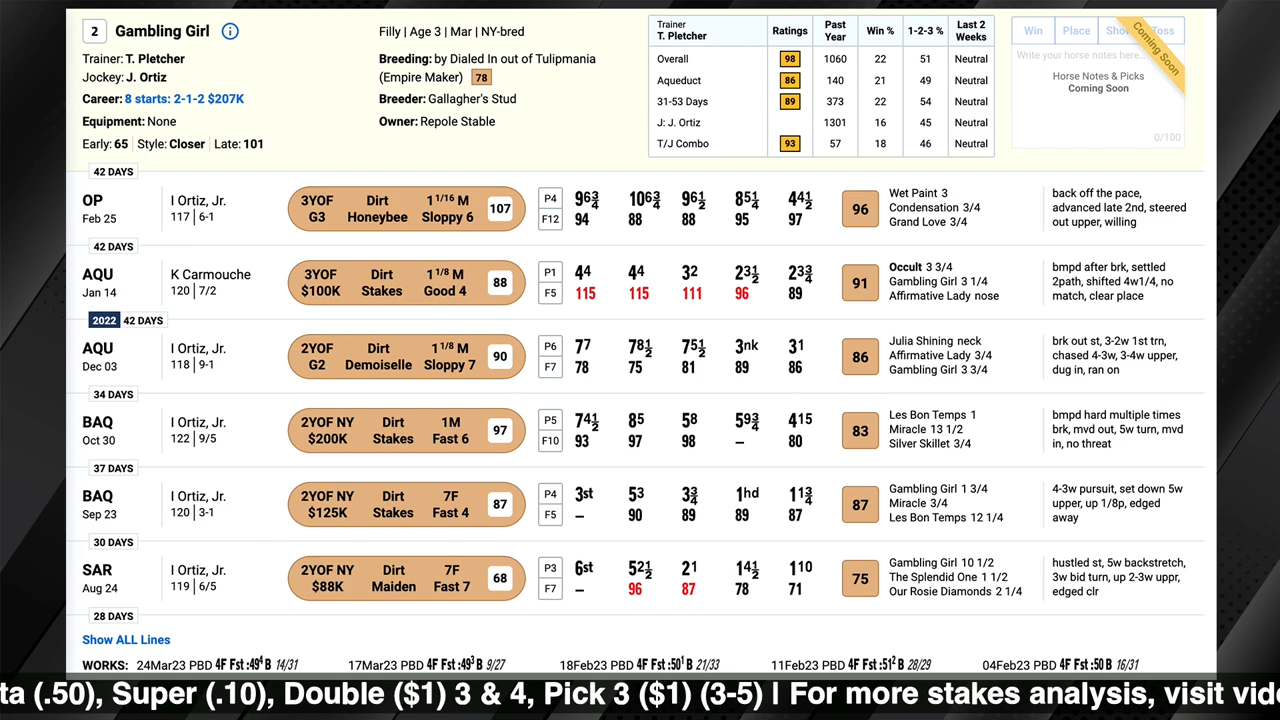 2 Gambling Girl i
Filly | Age 3 | Mar | NY-bred
Trainer: T. Pletcher
Jockey: J. Ortiz
Career: 8 starts: 2-1-2 $207K
Equipment: None
Early: 65 | Style: Closer | Late: 101
Breeding: by Dialed In out of Tulipmania
(Empire Maker) 78
Breeder: Gallagher's Stud
Owner: Repole Stable
Trainer T. Pletcher Ratings Past Year Win % 1-2-3 % Last 2 Weeks
Overall 98 1060 22 51 Neutral
Aqueduct 86 140 21 49 Neutral
31-53 Days 89 373 22 54 Neutral
J: J. Ortiz 1301 16 45 Neutral
T/J Combo 93 57 18 46 Neutral
Win Place Sho oss
Write your horse notes here...
Coming Soon
Horse Notes & Picks
Coming Soon
0/100
42 DAYS
OP I Ortiz, Jr. 3YOF Dirt 1 1/16 M 107 P4 9 6 3/4 10 6 3/4 9 6 1/2 8 5 1/4 4 4 1/2 96 Wet Paint 3 back off the pace,
Feb 25 117 | 6-1 G3 Honeybee Sloppy 6 F12 94 88 88 95 97 Condensation 3/4 advanced late 2nd, steered
Grand Love 3/4 out upper, willing
42 DAYS
AQU K Carmouche 3YOF Dirt 1 1/8 M 88 P1 4 4 4 4 3 2 2 3 1/2 2 3 3/4 91 Occult 3 3/4 bmpd after brk, settled
Jan 14 120 | 7/2 $100K Stakes Good 4 F5 115 115 111 96 89 Gambling Girl 3 1/4 2path, shifted 4w1/4, no
Affirmative Lady nose match, clear place
2022 42 DAYS
AQU I Ortiz, Jr. 2YOF Dirt 1 1/8 M 90 P6 7 7 7 8 1/2 7 5 1/2 3 nk 3 1 86 Julia Shining neck brk out st, 3-2w 1st trn,
Dec 03 118 | 9-1 G2 Demoiselle Sloppy 7 F7 78 75 81 89 86 Affirmative Lady 3/4 chased 4-3w, 3-4w upper,
Gambling Girl 3 3/4 dug in, ran on
34 DAYS
BAQ I Ortiz, Jr. 2YOF NY Dirt 1M 97 P5 7 4 1/2 8 5 5 8 5 9 3/4 4 15 83 Les Bon Temps 1 bmpd hard multiple times
Oct 30 122 | 9/5 $200K Stakes Fast 6 F10 93 97 98 – 80 Miracle 13 1/2 brk, mvd out, 5w turn, mvd
Silver Skillet 3/4 in, no threat
37 DAYS
BAQ I Ortiz, Jr. 2YOF NY Dirt 7F 87 P4 3 st 5 3 3 3/4 1 hd 1 1 3/4 87 Gambling Girl 1 3/4 4-3w pursuit, set down 5w
Sep 23 120 | 3-1 $125K Stakes Fast 4 F5 – 90 89 89 87 Miracle 3/4 upper, up 1/8p, edged
Les Bon Temps 12 1/4 away
30 DAYS
SAR I Ortiz, Jr. 2YOF NY Dirt 7F 68 P3 6 st 5 2 1/2 2 1 1 4 1/2 1 10 75 Gambling Girl 10 1/2 hustled st, 5w backstretch,
Aug 24 119 | 6/5 $88K Maiden Fast 7 F7 – 96 87 78 71 The Splendid One 1 1/2 3w bid turn, up 2-3w uppr,
Our Rosie Diamonds 2 1/4 edged clr
28 DAYS
Show ALL Lines
WORKS: 24Mar23 PBD 4F Fst :49⁴ B 14/31 17Mar23 PBD 4F Fst :49³ B 9/27 18Feb23 PBD 4F Fst :50¹ B 21/33 11Feb23 PBD 4F Fst :51² B 28/29 04Feb23 PBD 4F Fst :50 B 16/31
ta (.50), Super (.10), Double ($1) 3 & 4, Pick 3 ($1) (3-5) | For more stakes analysis, visit vide